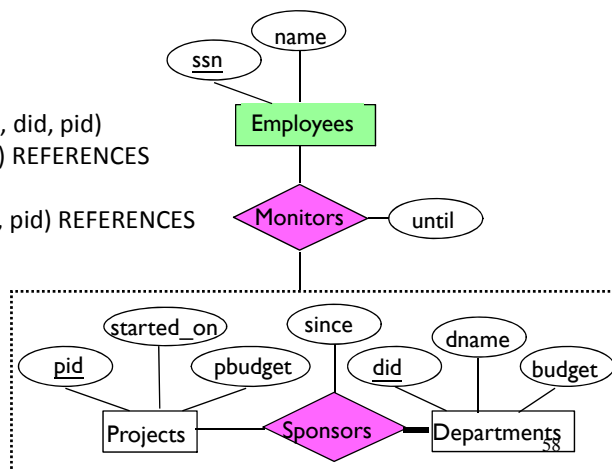 name
ssn
, did, pid)
Employees
) REFERENCES
, pid) REFERENCES
Monitors
until
started_on
since
dname
pid
pbudget
did
budget
Projects
Sponsors
Departments
58